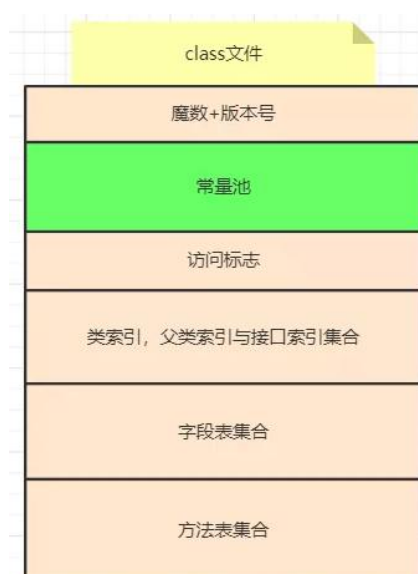 class文件
魔数+版本号
常量池
访问标志
类索引，父类索引与接口索引集合
字段表集合
方法表集合